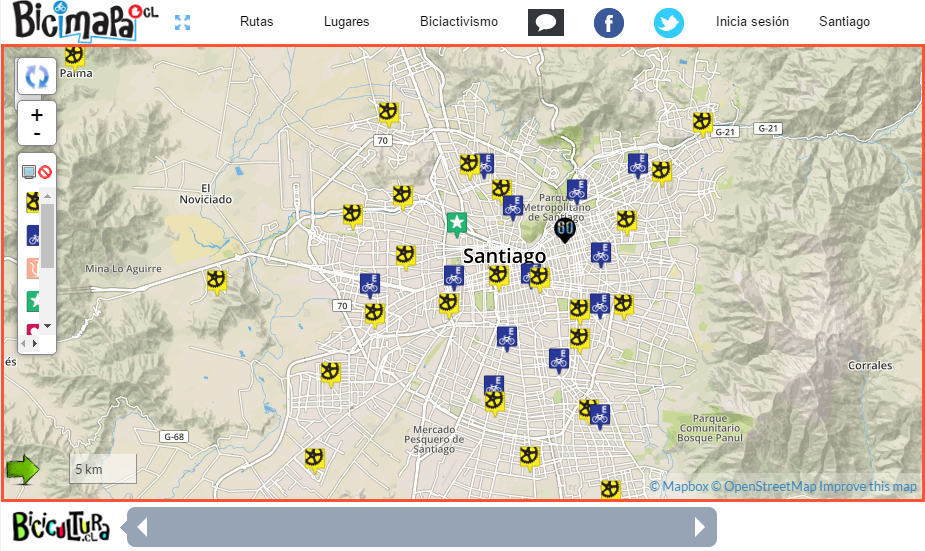 BiciMAPA.CL
Rutas
Lugares
Biciactivismo
Inicia sesión
Santiago
Palma
+
-
70
G-21
G-21
El
Noviciado
Parque
Metropolitano
de Santiago
60
Santiago
Mina Lo Aguirre
70
és
Corrales
G-68
Mercado
Pesquero de
Santiago
Parque
Comunitario
Bosque Panul
5 km
© Mapbox © OpenStreetMap Improve this map
BiciCULTURA.CL